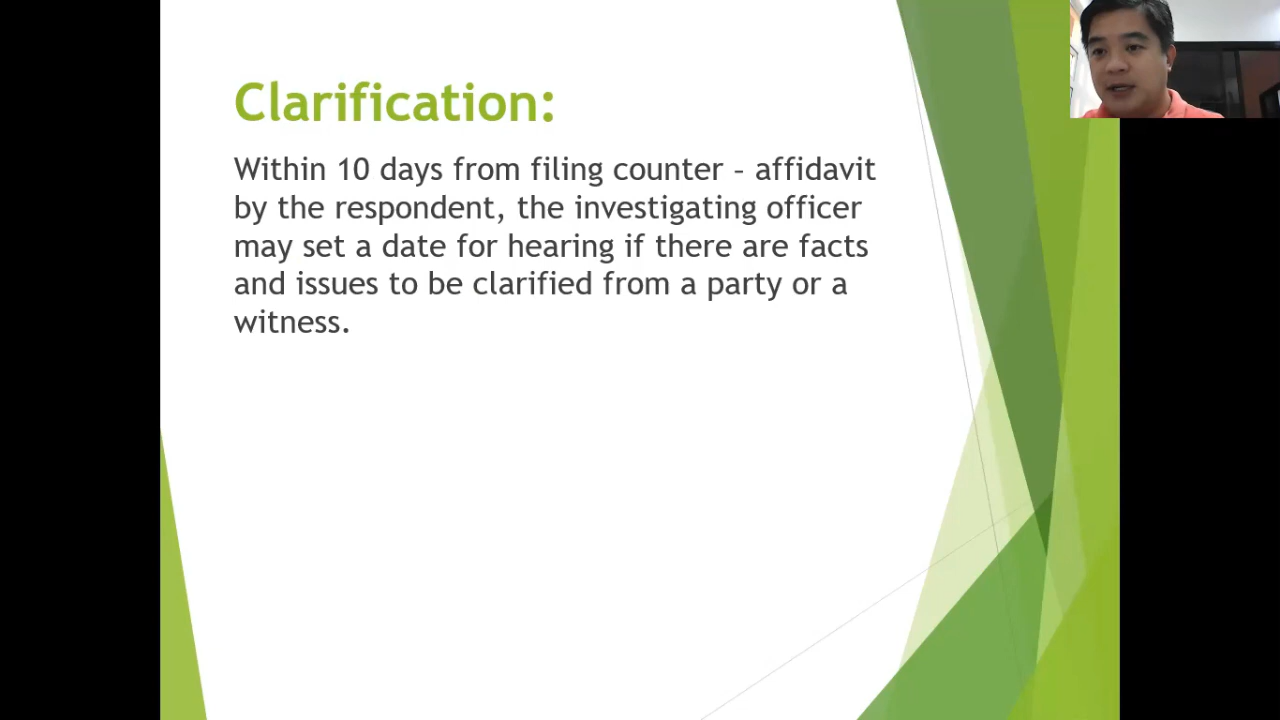 Clarification:
Within 10 days from filing counter – affidavit
by the respondent, the investigating officer
may set a date for hearing if there are facts
and issues to be clarified from a party or a
witness.